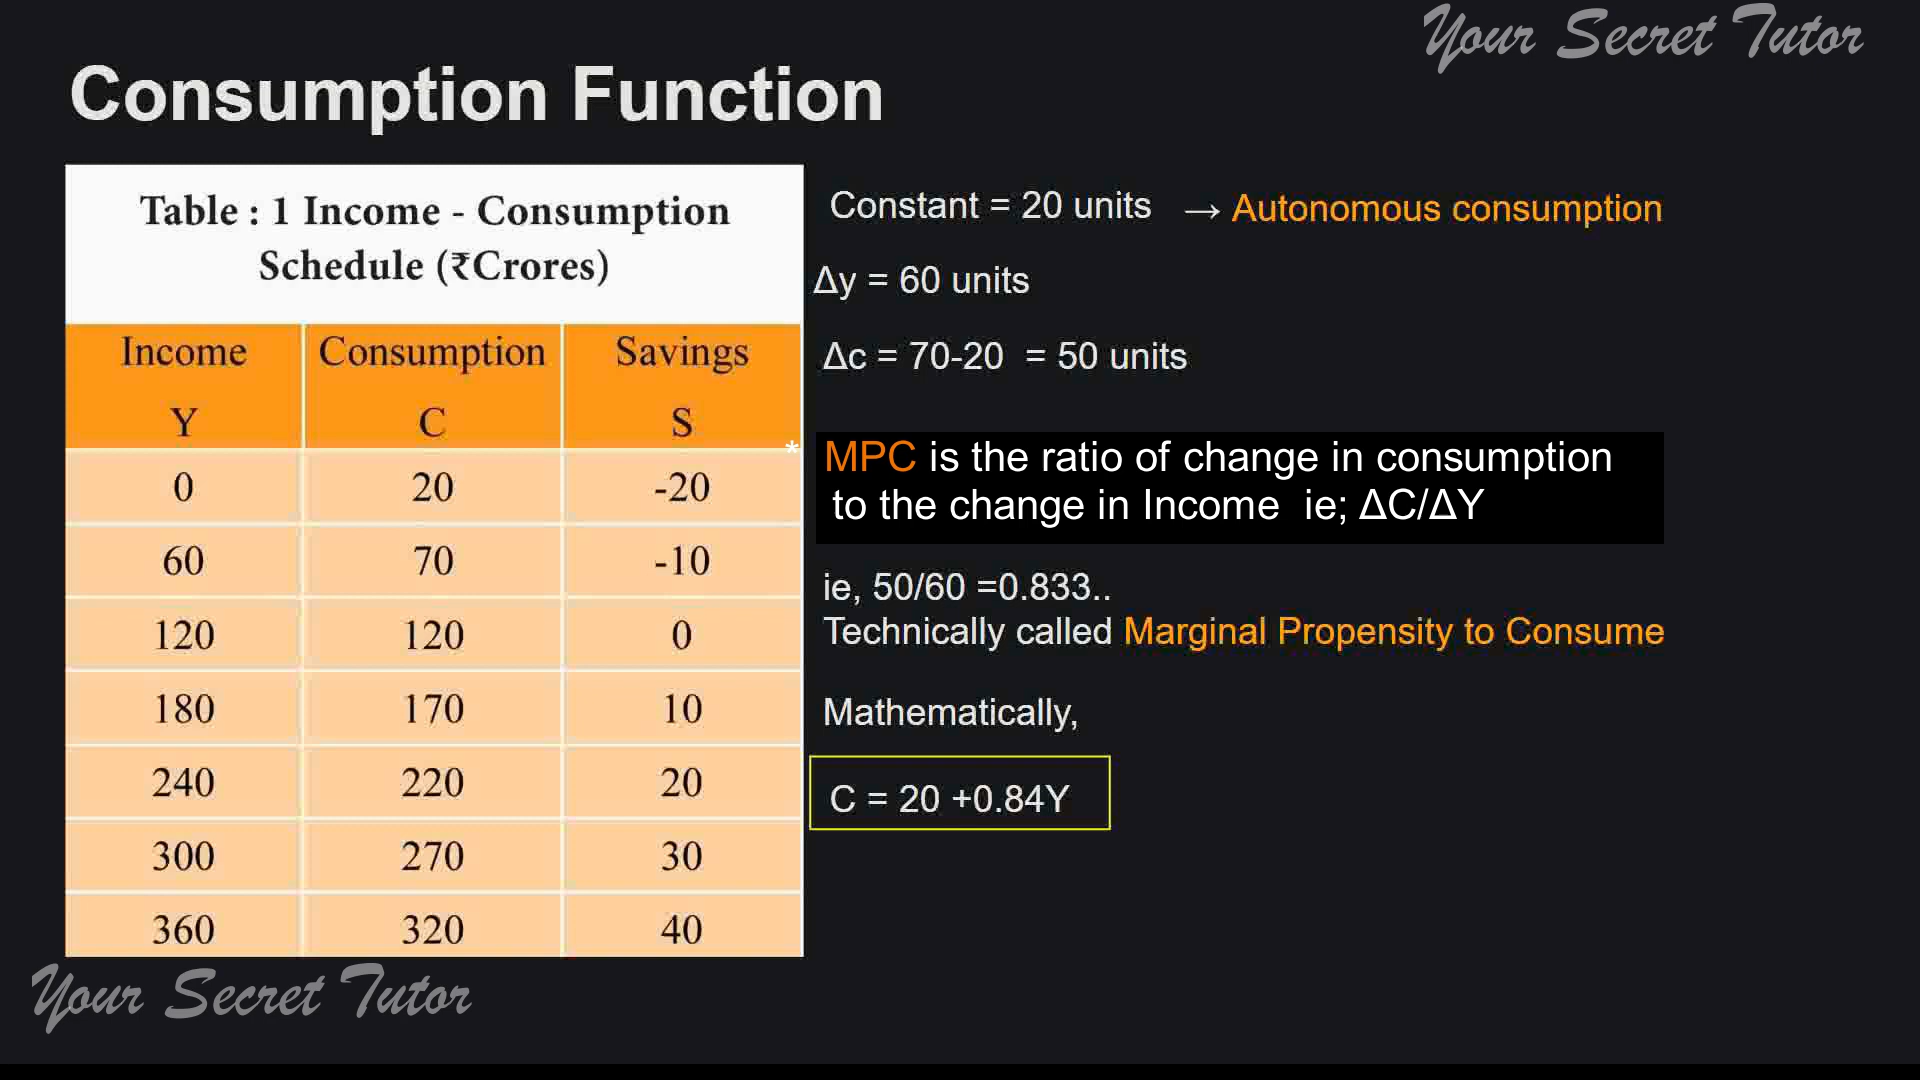 Your Secret Tutor
Consumption Function
Table : 1 Income - Consumption
Schedule (₹Crores)
Income Consumption Savings
Y C S
0 20 -20
60 70 -10
120 120 0
180 170 10
240 220 20
300 270 30
360 320 40
Constant = 20 units → Autonomous consumption
Δy = 60 units
Δc = 70-20 = 50 units
* MPC is the ratio of change in consumption
to the change in Income ie; ΔC/ΔY
ie, 50/60 =0.833..
Technically called Marginal Propensity to Consume
Mathematically,
C = 20 +0.84Y
Your Secret Tutor